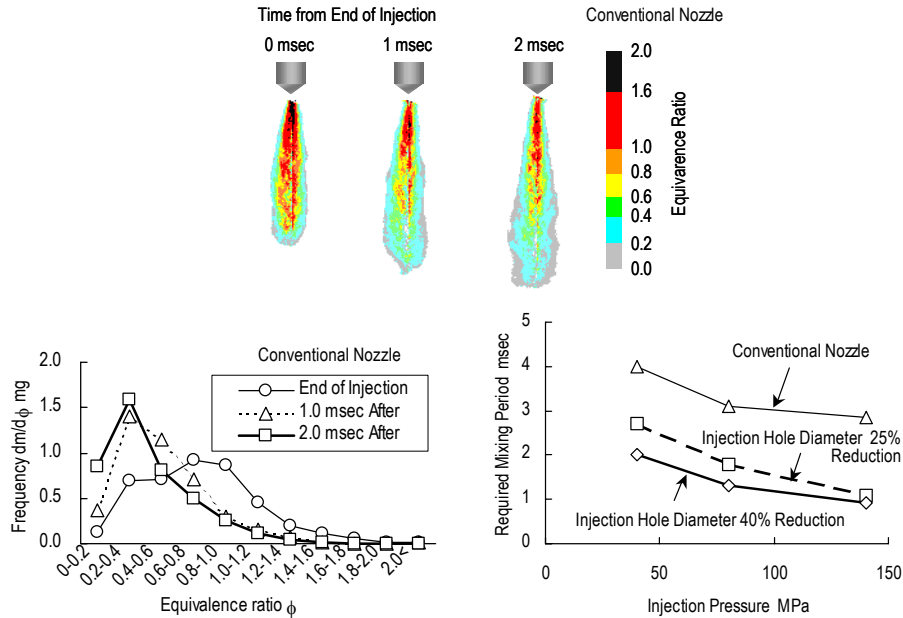 Time from End of Injection
Conventional Nozzle
0 msec
1 msec
2 msec
2.0
1.6
1.0
0.8
0.6
0.4
0.2
0.0
Equivarence Ratio
Conventional Nozzle
End of Injection
1.0 msec After
2.0 msec After
Frequency dm/dϕ mg
2.0
1.5
1.0
0.5
0.0
0-0.2
0.2-0.4
0.4-0.6
0.6-0.8
0.8-1.0
1.0-1.2
1.2-1.4
1.4-1.6
1.6-1.8
1.8-2.0
2.0<
Equivalence ratio ϕ
Required Mixing Period msec
5
4
3
2
1
0
Conventional Nozzle
Injection Hole Diameter 25%
Reduction
Injection Hole Diameter 40% Reduction
0
50
100
150
Injection Pressure MPa